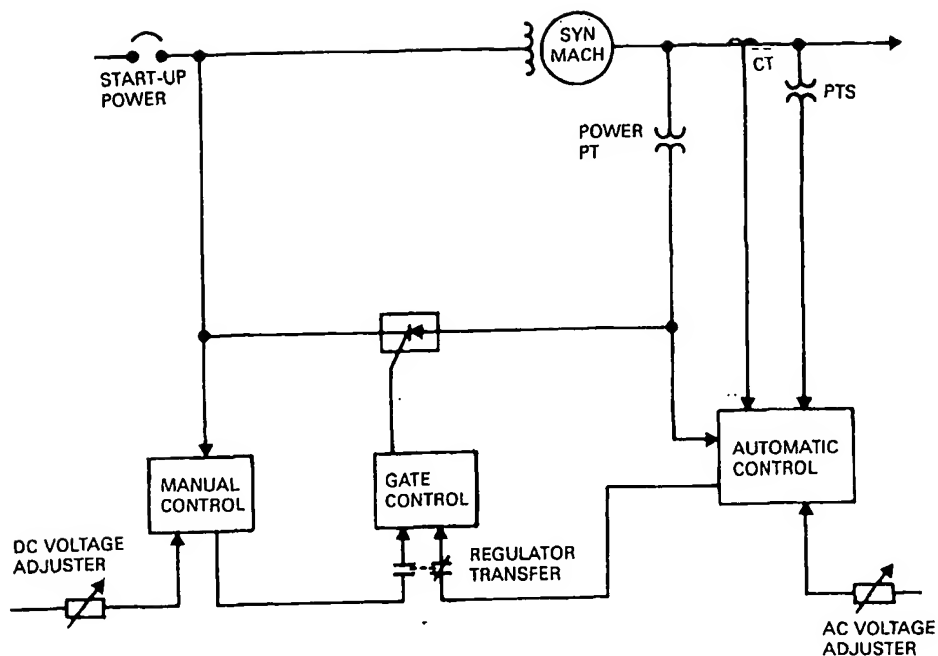 SYN
MACH
START-UP
POWER
CT
PTS
POWER
PT
MANUAL
CONTROL
GATE
CONTROL
AUTOMATIC
CONTROL
DC VOLTAGE
ADJUSTER
REGULATOR
TRANSFER
AC VOLTAGE
ADJUSTER